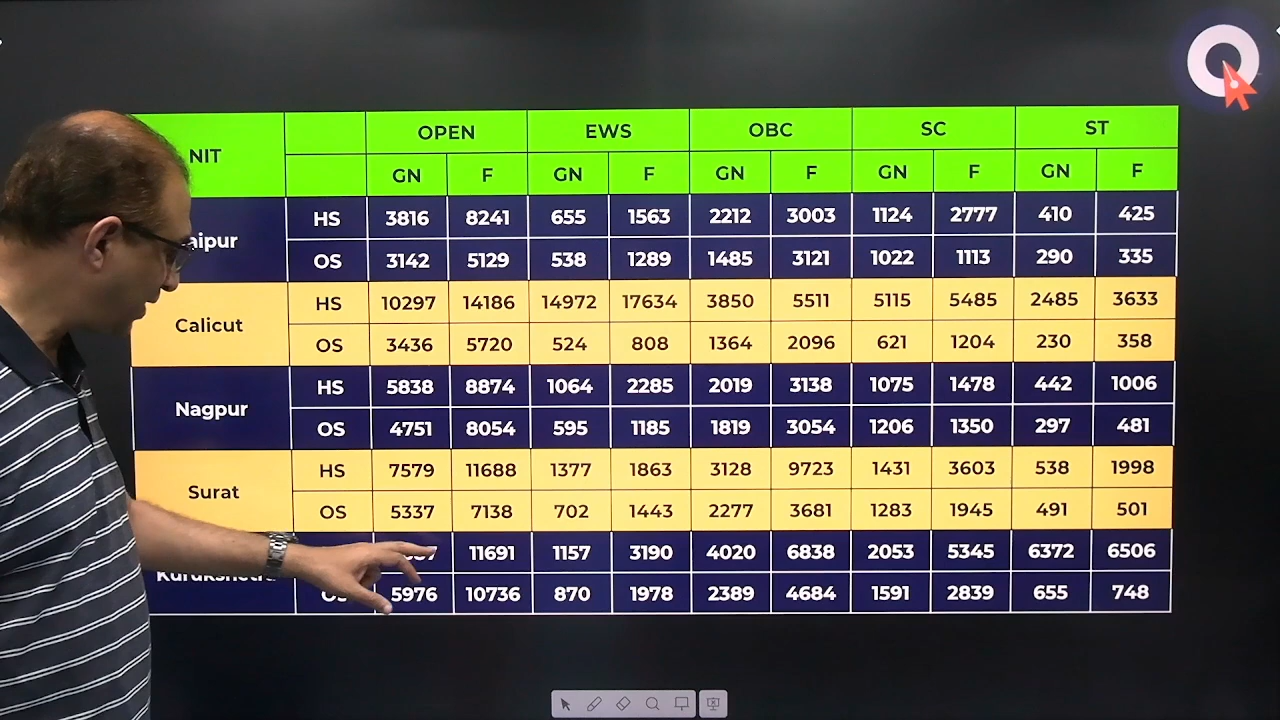 NIT OPEN EWS OBC SC ST
GN F GN F GN F GN F GN F
HS 3816 8241 655 1563 2212 3003 1124 2777 410 425
OS 3142 5129 538 1289 1485 3121 1022 1113 290 335
Calicut
HS 10297 14186 14972 17634 3850 5511 5115 5485 2485 3633
OS 3436 5720 524 808 1364 2096 621 1204 230 358
Nagpur
HS 5838 8874 1064 2285 2019 3138 1075 1478 442 1006
OS 4751 8054 595 1185 1819 3054 1206 1350 297 481
Surat
HS 7579 11688 1377 1863 3128 9723 1431 3603 538 1998
OS 5337 7138 702 1443 2277 3681 1283 1945 491 501
11691 1157 3190 4020 6838 2053 5345 6372 6506
Kurukshetra
OS 5976 10736 870 1978 2389 4684 1591 2839 655 748